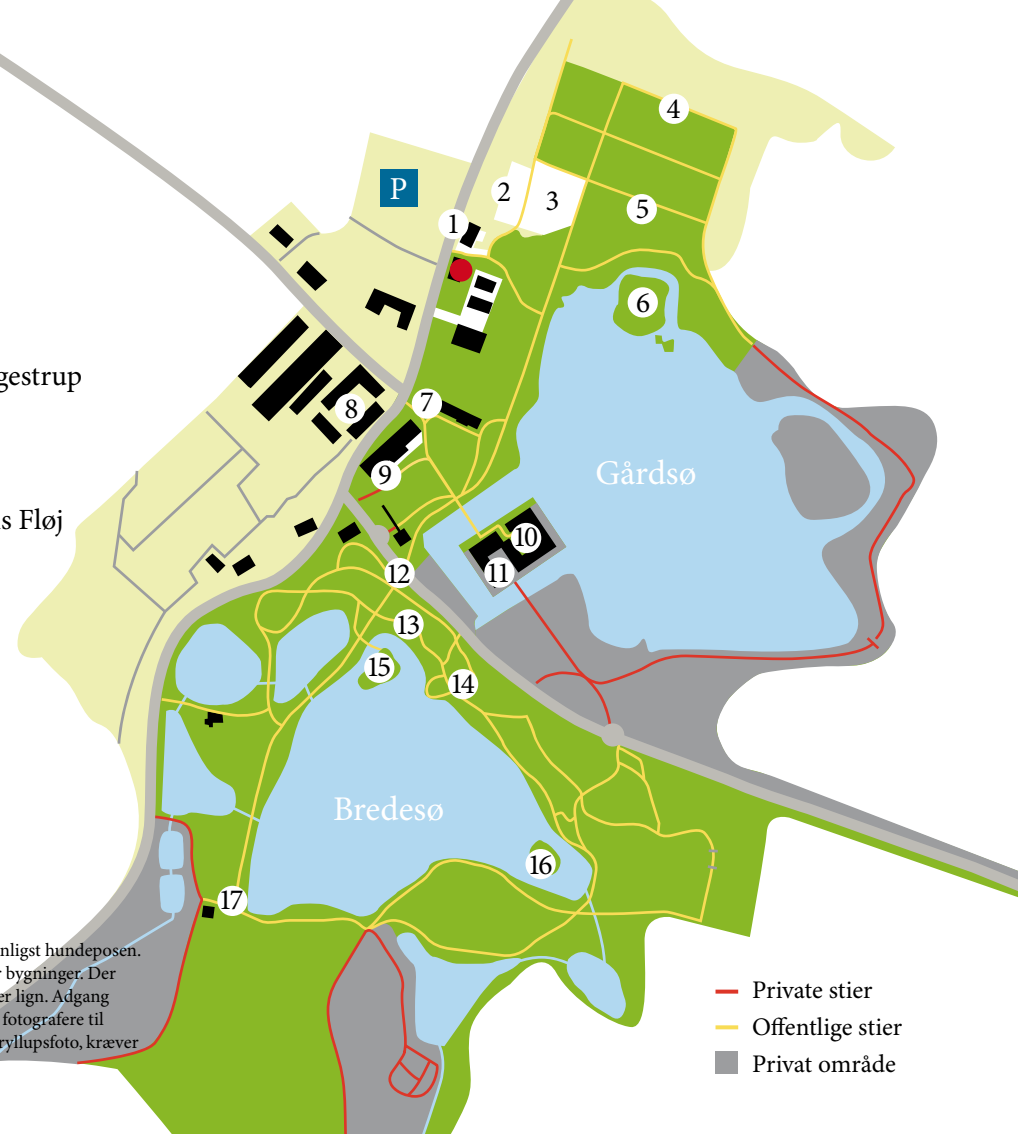 4
P
2
3
1
5
6
gestrup
7
8
Gårdsø
9
s Fløj
10
11
12
13
15
14
Bredesø
16
17
nligst hundeposen.
bygninger. Der
er lign. Adgang
fotografere til
ryllupsfoto, kræver
Private stier
Offentlige stier
Privat område